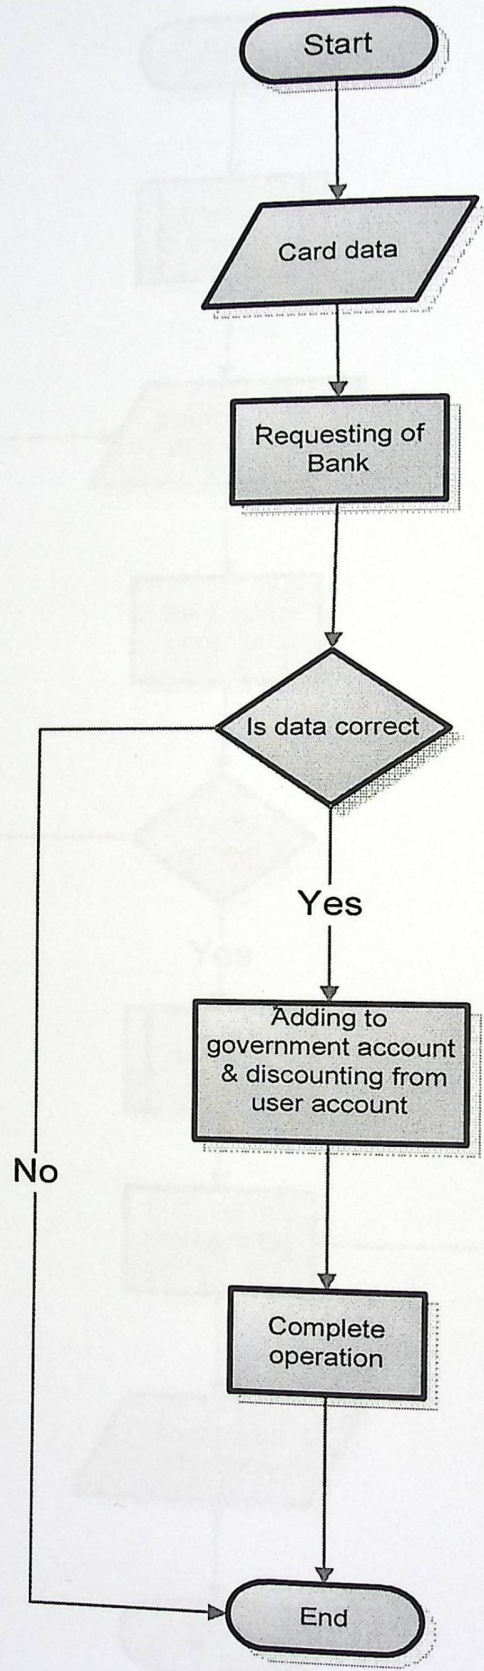 Start
Card data
Requesting of
Bank
Is data correct
Yes
Adding to
government account
& discounting from
user account
No
Complete
operation
End